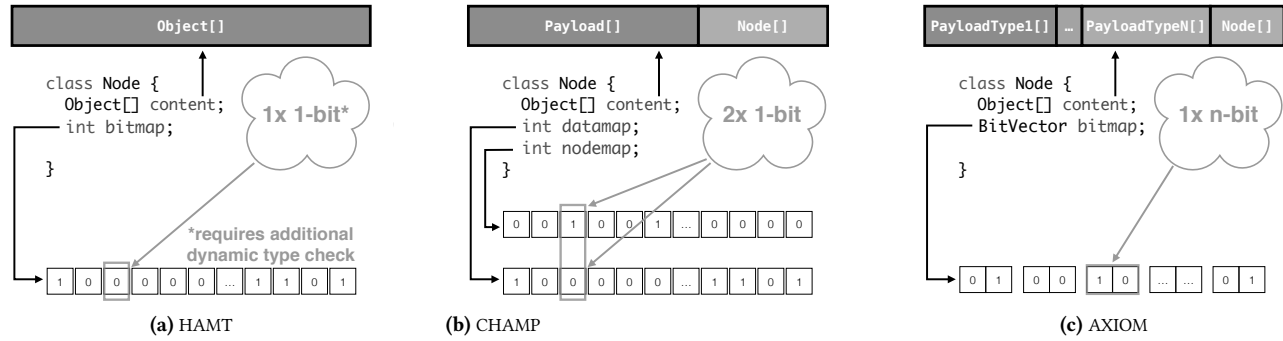 Object[]
class Node {
Object[] content;
int bitmap;
}
1x 1-bit*
*requires additional
dynamic type check
1 0 0 0 0 0 ... 1 1 0 1
(a) HAMT
Payload[] Node[]
class Node {
Object[] content;
int datamap;
int nodemap;
}
2x 1-bit
0 0 1 0 0 1 ... 0 0 0 0
1 0 0 0 0 0 ... 1 1 0 1
(b) CHAMP
PayloadType1[] … PayloadTypeN[] Node[]
class Node {
Object[] content;
BitVector bitmap;
}
1x n-bit
0 1 0 0 1 0 ... ... 0 1
(c) AXIOM